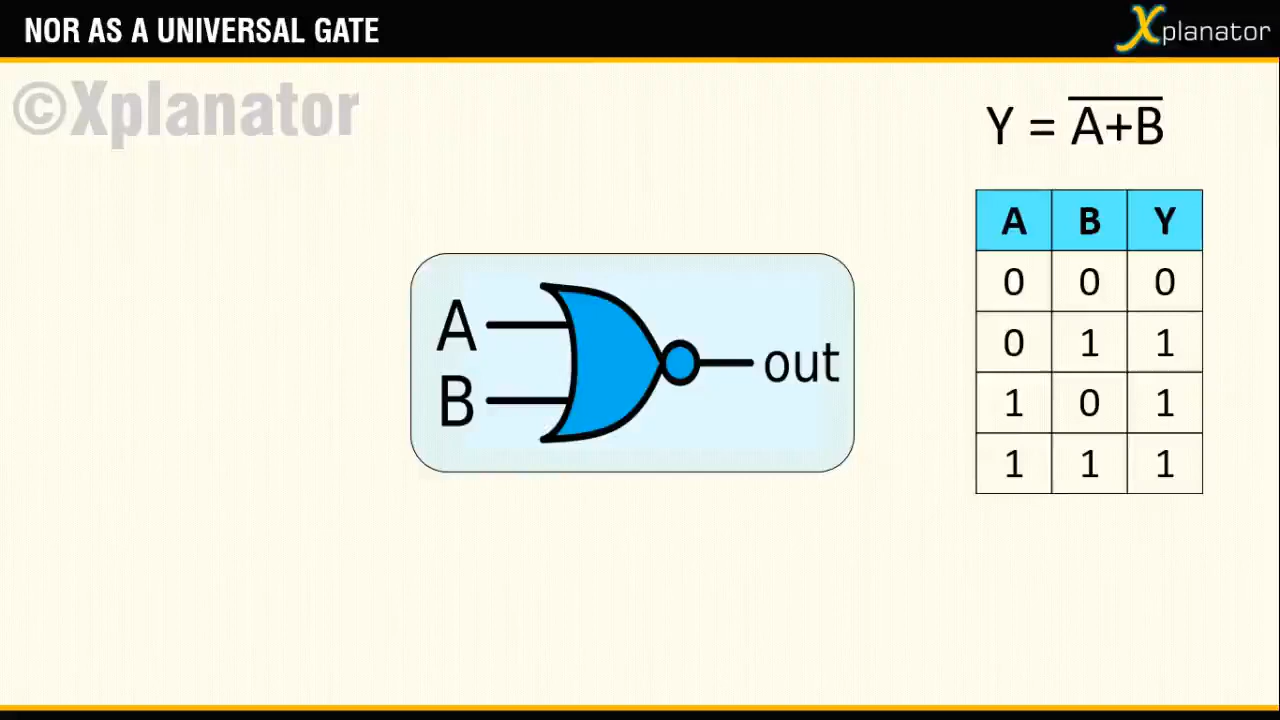 NOR AS A UNIVERSAL GATE
Xplanator
©Xplanator
Y = \overline{A+B}
A B Y
0 0 0
0 1 1
1 0 1
1 1 1
A
B
out